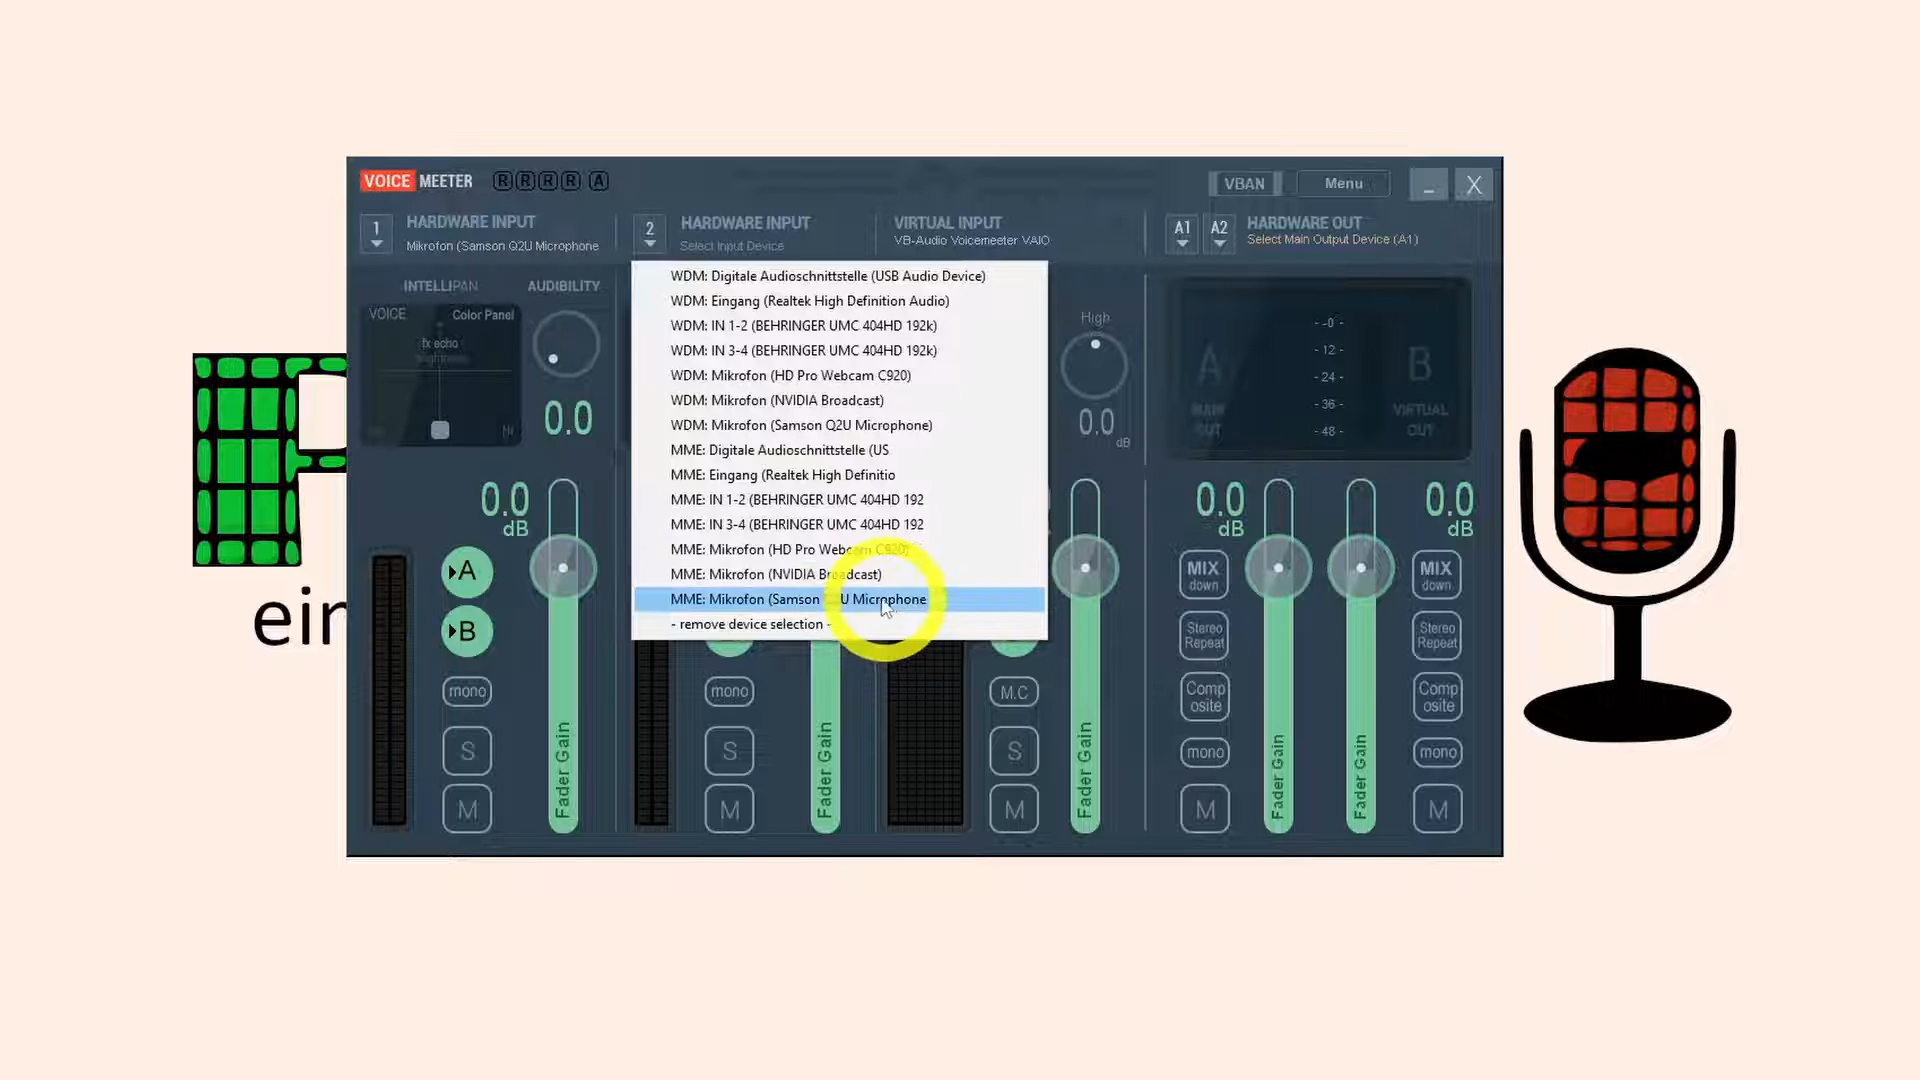 VOICE MEETER R R R R A
VBAN
Menu
_
X
1
HARDWARE INPUT
Mikrofon (Samson Q2U Microphone
2
HARDWARE INPUT
Select Input Device
VIRTUAL INPUT
VB-Audio Voicemeeter VAIO
A1
A2
HARDWARE OUT
Select Main Output Device (A1)
INTELLIPAN
AUDIBILITY
VOICE
Color Panel
fx echo
0.0
WDM: Digitale Audioschnittstelle (USB Audio Device)
WDM: Eingang (Realtek High Definition Audio)
WDM: IN 1-2 (BEHRINGER UMC 404HD 192k)
WDM: IN 3-4 (BEHRINGER UMC 404HD 192k)
WDM: Mikrofon (HD Pro Webcam C920)
WDM: Mikrofon (NVIDIA Broadcast)
WDM: Mikrofon (Samson Q2U Microphone)
MME: Digitale Audioschnittstelle (US
MME: Eingang (Realtek High Definitio
MME: IN 1-2 (BEHRINGER UMC 404HD 192
MME: IN 3-4 (BEHRINGER UMC 404HD 192
MME: Mikrofon (HD Pro Webcam C920)
MME: Mikrofon (NVIDIA Broadcast)
MME: Mikrofon (Samson Q2U Microphone
- remove device selection -
High
0.0
dB
A
B
VIRTUAL
OUT
- -0 -
- 12 -
- 24 -
- 36 -
- 48 -
0.0
dB
A
B
mono
S
M
Fader Gain
mono
S
M
Fader Gain
M.C
S
M
Fader Gain
0.0
dB
MIX
down
Stereo
Repeat
Comp
osite
mono
M
Fader Gain
Fader Gain
0.0
dB
MIX
down
Stereo
Repeat
Comp
osite
mono
M
ein